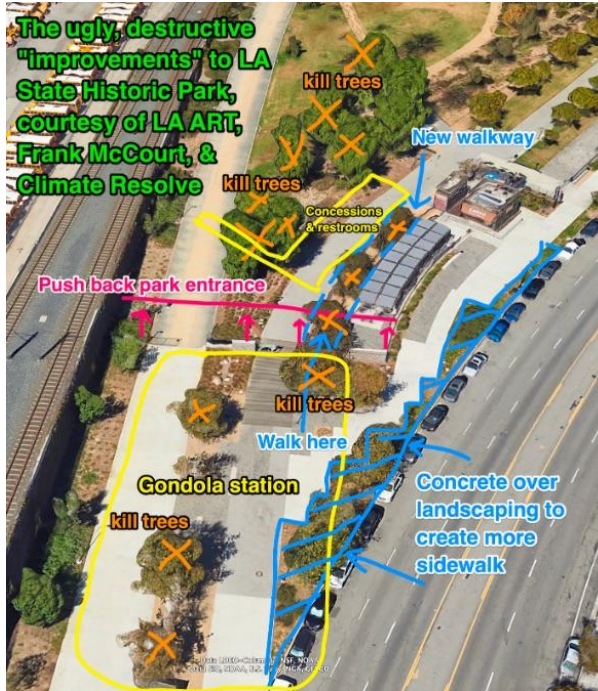 The ugly, destructive
"improvements" to LA
State Historic Park,
courtesy of LA ART,
Frank McCourt, &
Climate Resolve
kill trees
New walkway
kill trees
Concessions
& restrooms
Push back park entrance
kill trees
Walk here
Gondola station
Concrete over
landscaping to
create more
sidewalk
kill trees